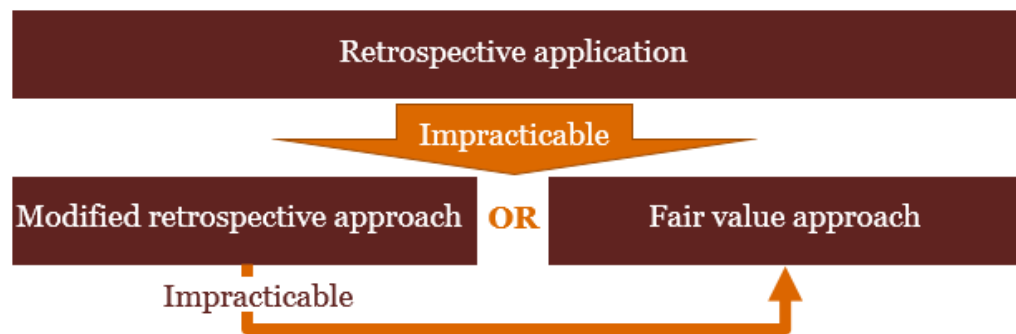 Retrospective application
Impracticable
Modified retrospective approach
OR
Fair value approach
Impracticable